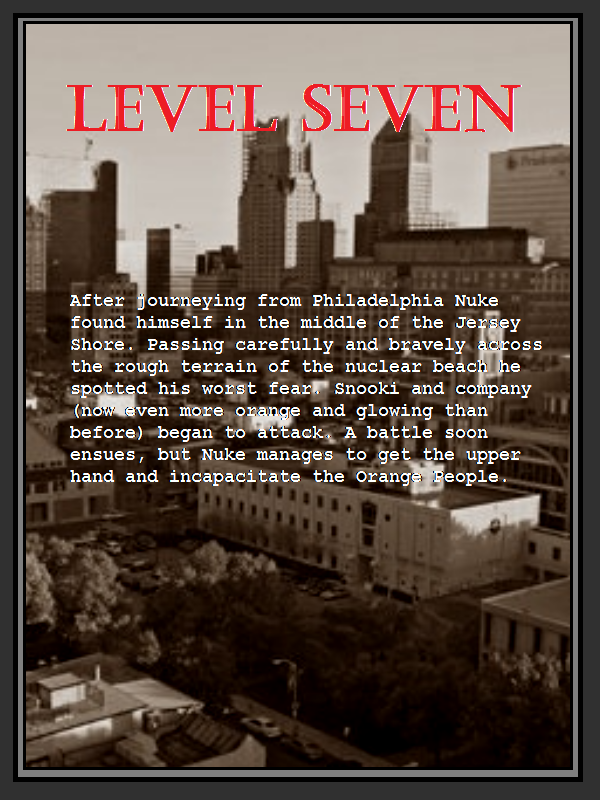 LEVEL SEVEN
Prudential
After journeying from Philadelphia Nuke
found himself in the middle of the Jersey
Shore. Passing carefully and bravely across
the rough terrain of the nuclear beach he
spotted his worst fear. Snooki and company
(now even more orange and glowing than
before) began to attack. A battle soon
ensues, but Nuke manages to get the upper
hand and incapacitate the Orange People.